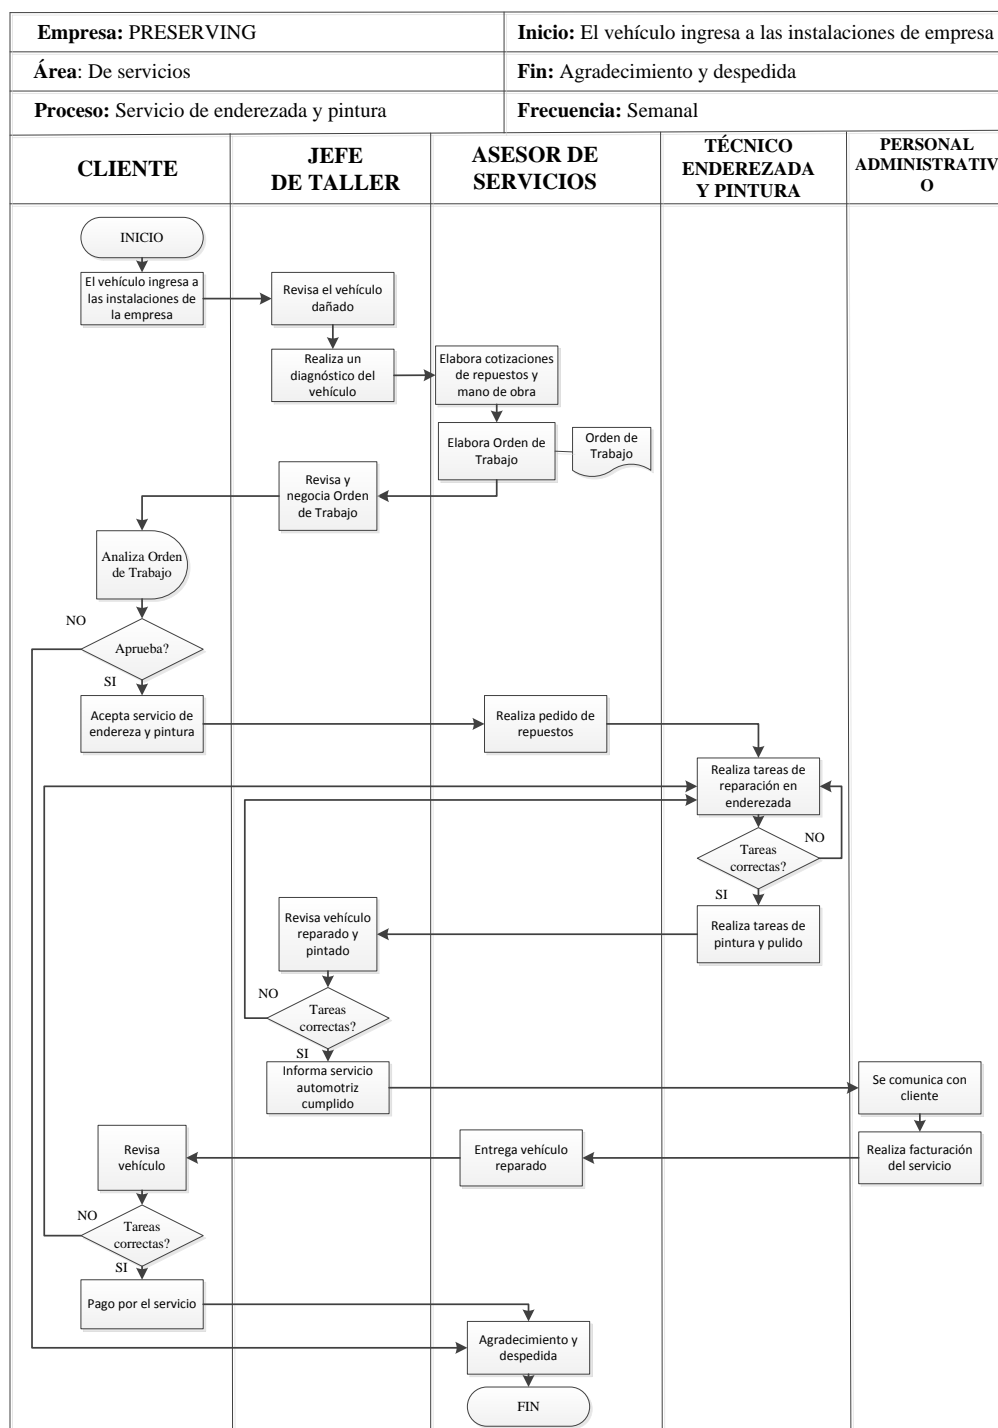 Empresa: PRESERVING
Inicio: El vehículo ingresa a las instalaciones de empresa
Área: De servicios
Fin: Agradecimiento y despedida
Proceso: Servicio de enderezada y pintura
Frecuencia: Semanal
CLIENTE
JEFE
DE TALLER
ASESOR DE
SERVICIOS
TÉCNICO
ENDEREZADA
Y PINTURA
PERSONAL
ADMINISTRATIV
O
INICIO
El vehículo ingresa a
las instalaciones de
la empresa
Revisa el vehículo
dañado
Realiza un
diagnóstico del
vehículo
Elabora cotizaciones
de repuestos y
mano de obra
Elabora Orden de
Trabajo
Orden de
Trabajo
Revisa y
negocia Orden
de Trabajo
Analiza Orden
de Trabajo
NO
Aprueba?
SI
Acepta servicio de
endereza y pintura
Realiza pedido de
repuestos
Realiza tareas de
reparación en
enderezada
NO
Tareas
correctas?
SI
Realiza tareas de
pintura y pulido
Revisa vehículo
reparado y
pintado
NO
Tareas
correctas?
SI
Informa servicio
automotriz
cumplido
Se comunica con
cliente
Realiza facturación
del servicio
Entrega vehículo
reparado
Revisa
vehículo
NO
Tareas
correctas?
SI
Pago por el servicio
Agradecimiento y
despedida
FIN